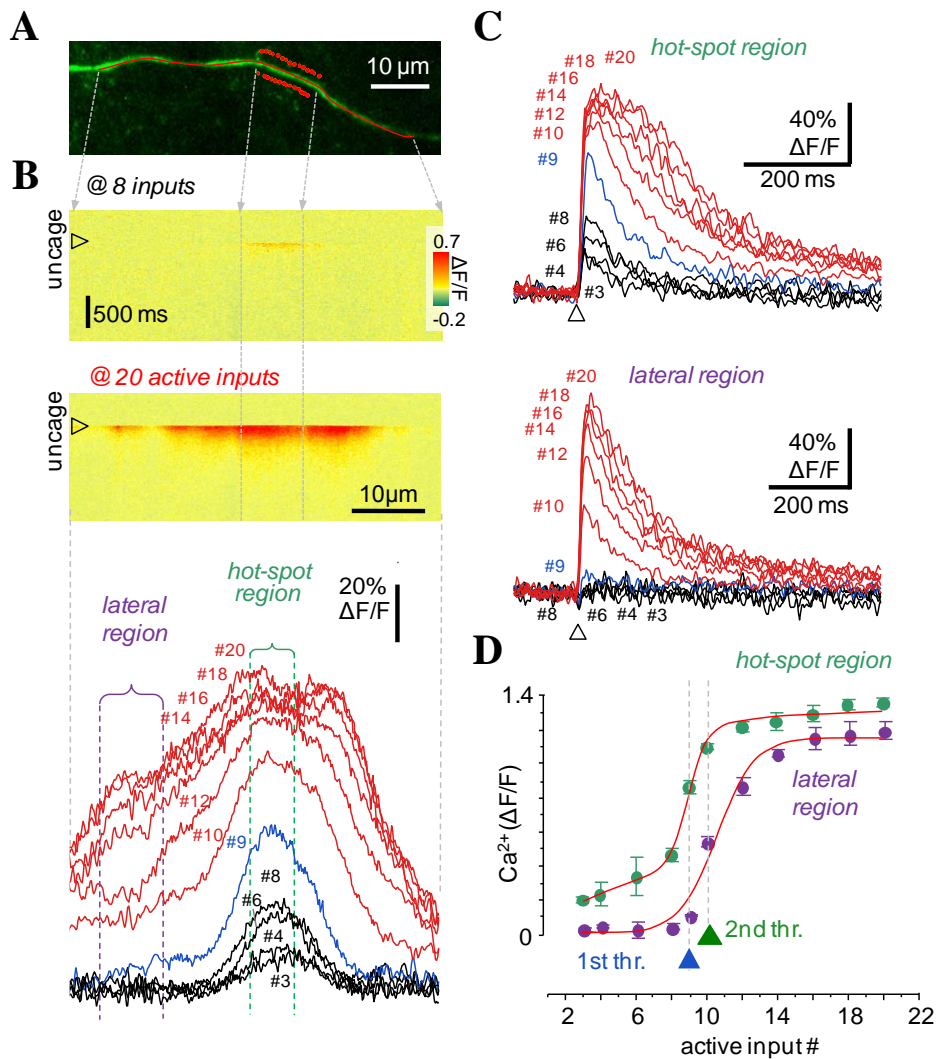 A
10 µm
B
@ 8 inputs
uncage
500 ms
0.7
ΔF/F
-0.2
@ 20 active inputs
uncage
10µm
hot-spot
region
20%
ΔF/F
lateral
region
#20
#18
#16
#14
#12
#10
#9
#8
#6
#4
#3
C
hot-spot region
#18 #20
#16
#14
#12
#10
#9
#8
#6
#4
#3
40%
ΔF/F
200 ms
lateral region
#20
#18
#16
#14
#12
#10
#9
#8 #6 #4 #3
40%
ΔF/F
200 ms
D
hot-spot region
1.4
lateral
region
Ca²⁺ (ΔF/F)
0
2nd thr.
1st thr.
2 6 10 14 18 22
active input #